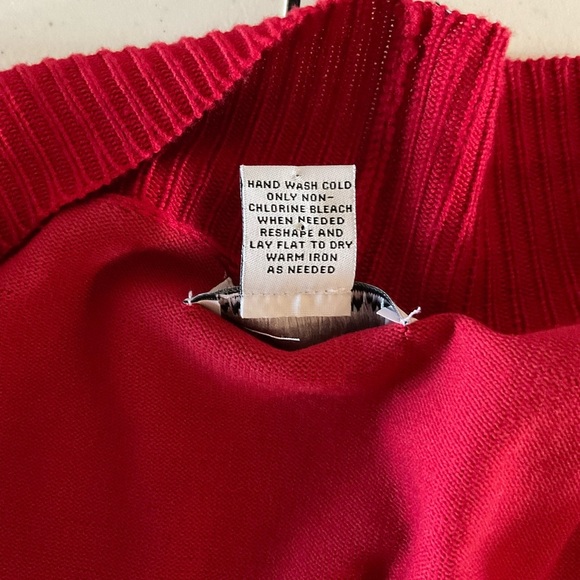 HAND WASH COLD
ONLY NON-
CHLORINE BLEACH
WHEN NEEDED
RESHAPE AND
LAY FLAT TO DRY
WARM IRON
AS NEEDED